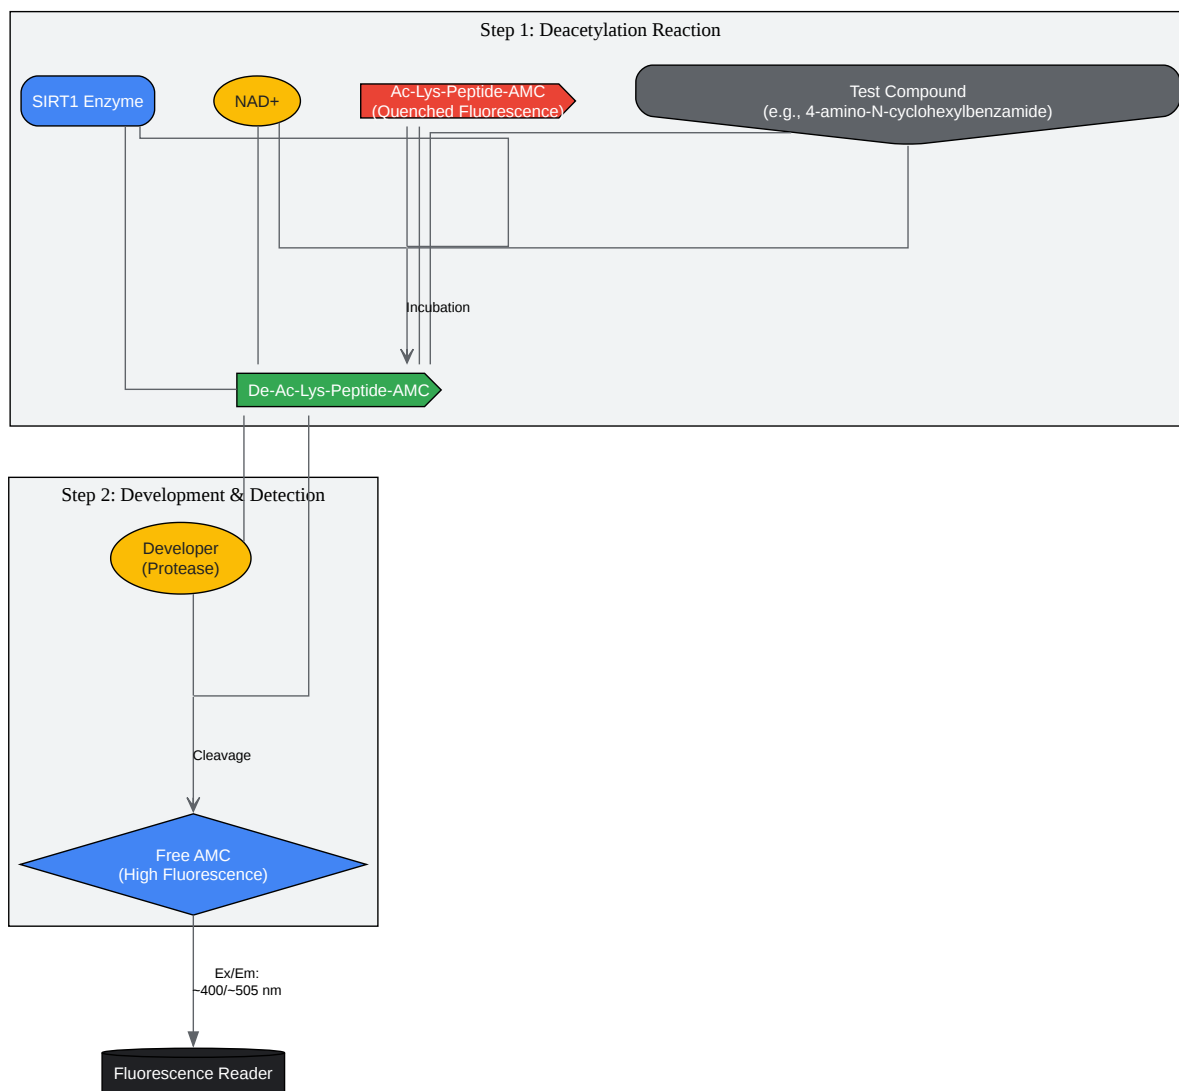 Step 1: Deacetylation Reaction
SIRT1 Enzyme
NAD+
Ac-Lys-Peptide-AMC
(Quenched Fluorescence)
Test Compound
(e.g., 4-amino-N-cyclohexylbenzamide)
Incubation
De-Ac-Lys-Peptide-AMC
Step 2: Development & Detection
Developer
(Protease)
Cleavage
Free AMC
(High Fluorescence)
Ex/Em:
~400/~505 nm
Fluorescence Reader